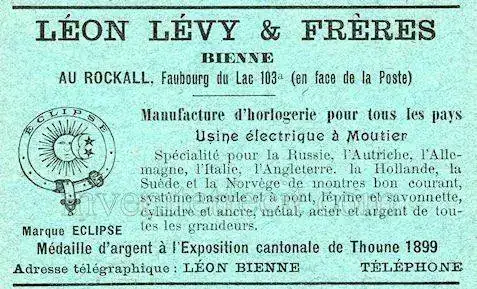 LÉON LÉVY & FRÈRES
BIENNE
AU ROCKALL, Faubourg du Lac 103a (en face de la Poste)
Manufacture d'horlogerie pour tous les pays
Usine électrique à Moutier
Spécialité pour la Russie, l'Autriche, l'Alle-
magne, l'Italie, l'Angleterre, la Hollande, la
Suède et la Norvège de montres bon courant,
système bascule et à pont, lépine et savonnette,
cylindre et ancre, métal, acier et argent de tou-
tes les grandeurs.
ECLIPSE
Marque ECLIPSE
Médaille d'argent à l'Exposition cantonale de Thoune 1899
Adresse télégraphique : LÉON BIENNE TÉLÉPHONE